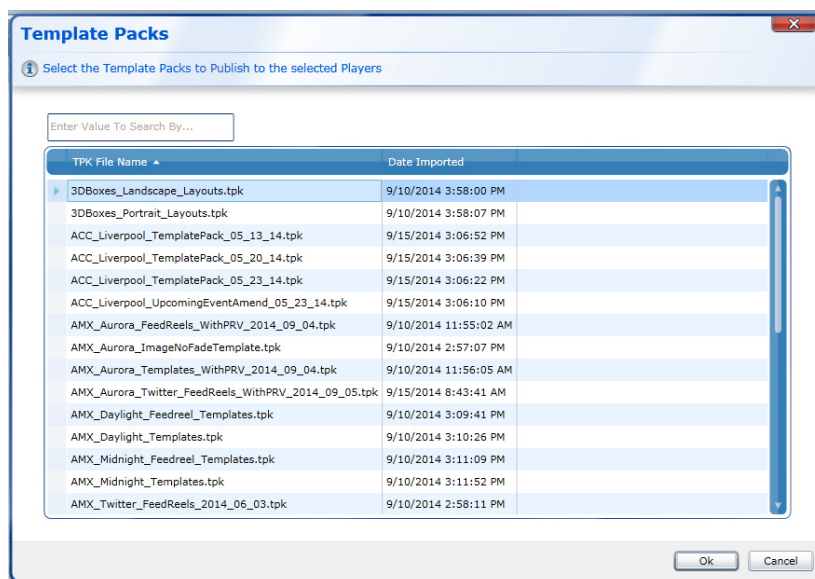 Template Packs
Select the Template Packs to Publish to the selected Players
Enter Value To Search By...
TPK File Name Date Imported
3DBoxes_Landscape_Layouts.tpk 9/10/2014 3:58:00 PM
3DBoxes_Portrait_Layouts.tpk 9/10/2014 3:58:07 PM
ACC_Liverpool_TemplatePack_05_13_14.tpk 9/15/2014 3:06:52 PM
ACC_Liverpool_TemplatePack_05_20_14.tpk 9/15/2014 3:06:39 PM
ACC_Liverpool_TemplatePack_05_23_14.tpk 9/15/2014 3:06:22 PM
ACC_Liverpool_UpcomingEventAmend_05_23_14.tpk 9/15/2014 3:06:10 PM
AMX_Aurora_FeedReels_WithPRV_2014_09_04.tpk 9/10/2014 11:55:02 AM
AMX_Aurora_ImageNoFadeTemplate.tpk 9/10/2014 2:57:07 PM
AMX_Aurora_Templates_WithPRV_2014_09_04.tpk 9/10/2014 11:56:05 AM
AMX_Aurora_Twitter_FeedReels_WithPRV_2014_09_05.tpk 9/15/2014 8:43:41 AM
AMX_Daylight_Feedreel_Templates.tpk 9/10/2014 3:09:41 PM
AMX_Daylight_Templates.tpk 9/10/2014 3:10:26 PM
AMX_Midnight_Feedreel_Templates.tpk 9/10/2014 3:11:09 PM
AMX_Midnight_Templates.tpk 9/10/2014 3:11:52 PM
AMX_Twitter_FeedReels_2014_06_03.tpk 9/10/2014 2:58:11 PM
Ok Cancel